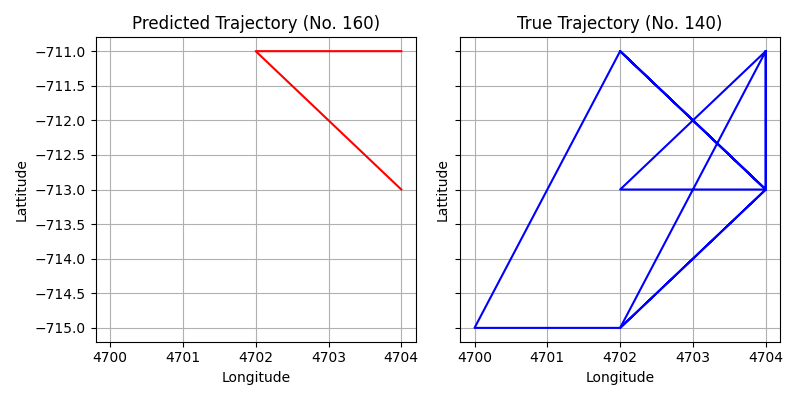 Predicted Trajectory (No. 160)
True Trajectory (No. 140)
−711.0
−711.5
−712.0
−712.5
−713.0
−713.5
−714.0
−714.5
−715.0
Lattitude
Lattitude
4700 4701 4702 4703 4704
4700 4701 4702 4703 4704
Longitude
Longitude